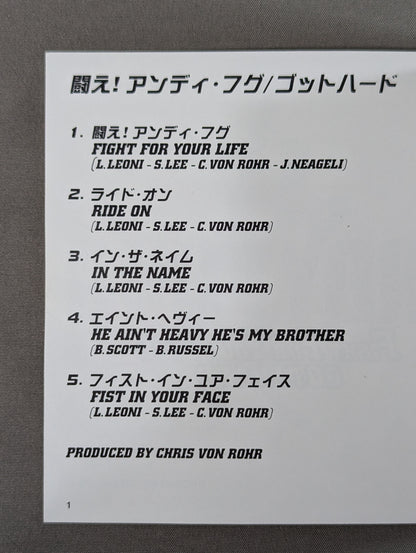 闘え!アンディ・フグ/ゴットハード
1. 闘え!アンディ・フグ
FIGHT FOR YOUR LIFE
(L.LEONI - S.LEE - C.VON ROHR - J.NEAGELI)
2. ライド・オン
RIDE ON
(L.LEONI - S.LEE - C.VON ROHR)
3. イン・ザ・ネイム
IN THE NAME
(L.LEONI - S.LEE - C.VON ROHR)
4. エイント・ヘヴィー
HE AIN'T HEAVY HE'S MY BROTHER
(B.SCOTT - B.RUSSEL)
5. フィスト・イン・ユア・フェイス
FIST IN YOUR FACE
(L.LEONI - S.LEE - C.VON ROHR)
PRODUCED BY CHRIS VON ROHR
1